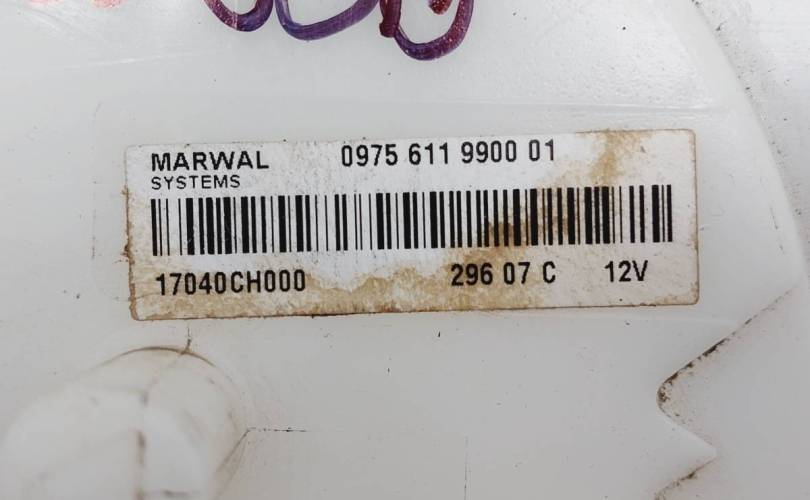 MARWAL 0975 611 9900 01
SYSTEMS
17040CH000 296 07 C 12V